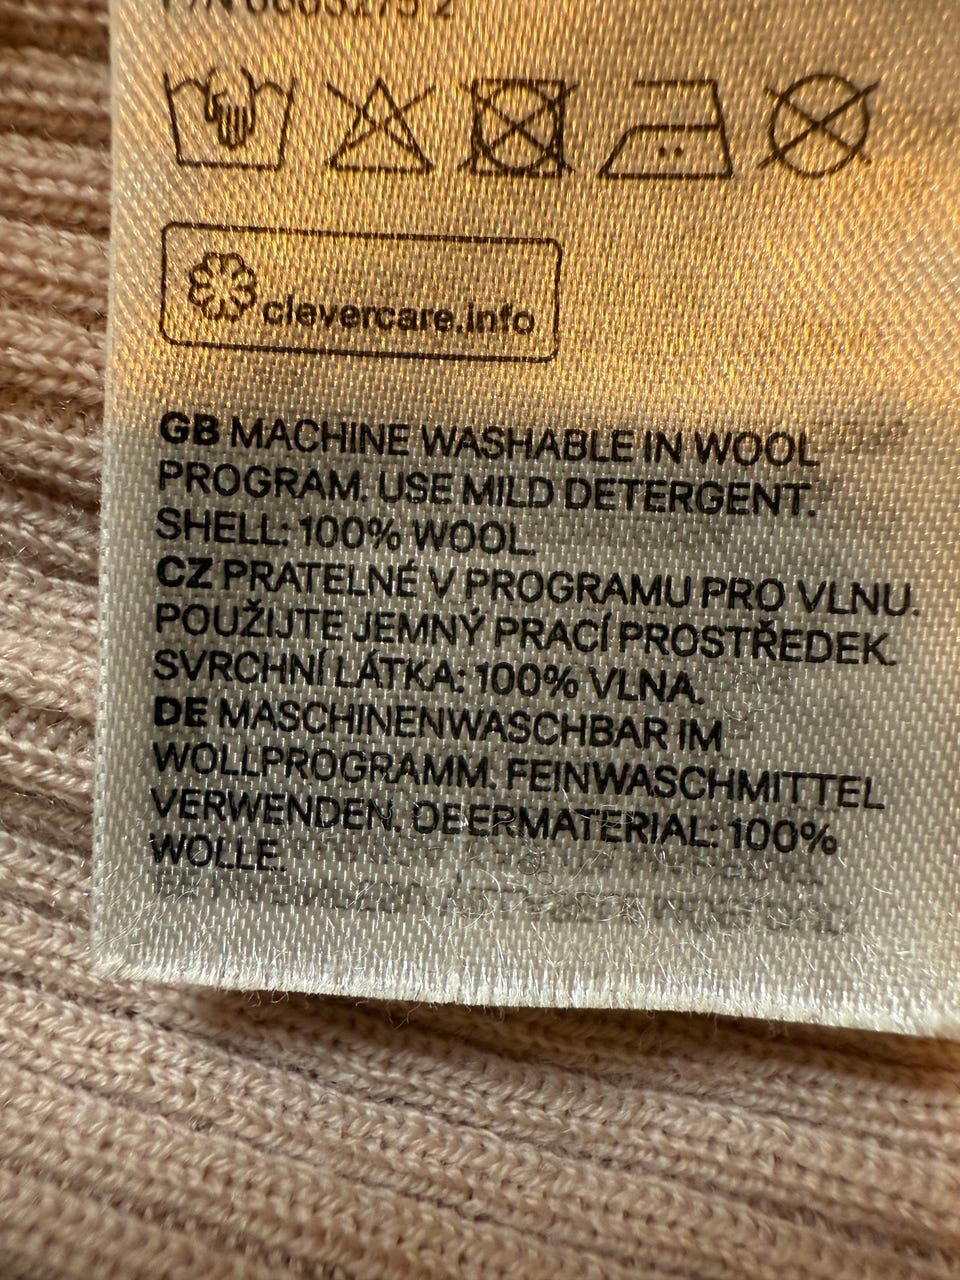 clevercare.info
GB MACHINE WASHABLE IN WOOL
PROGRAM. USE MILD DETERGENT.
SHELL: 100% WOOL
CZ PRATELNÉ V PROGRAMU PRO VLNU.
POUŽIJTE JEMNÝ PRACÍ PROSTŘEDEK.
SVRCHNÍ LÁTKA: 100% VLNA.
DE MASCHINENWASCHBAR IM
WOLLPROGRAMM. FEINWASCHMITTEL
VERWENDEN. OBERMATERIAL: 100%
WOLLE.